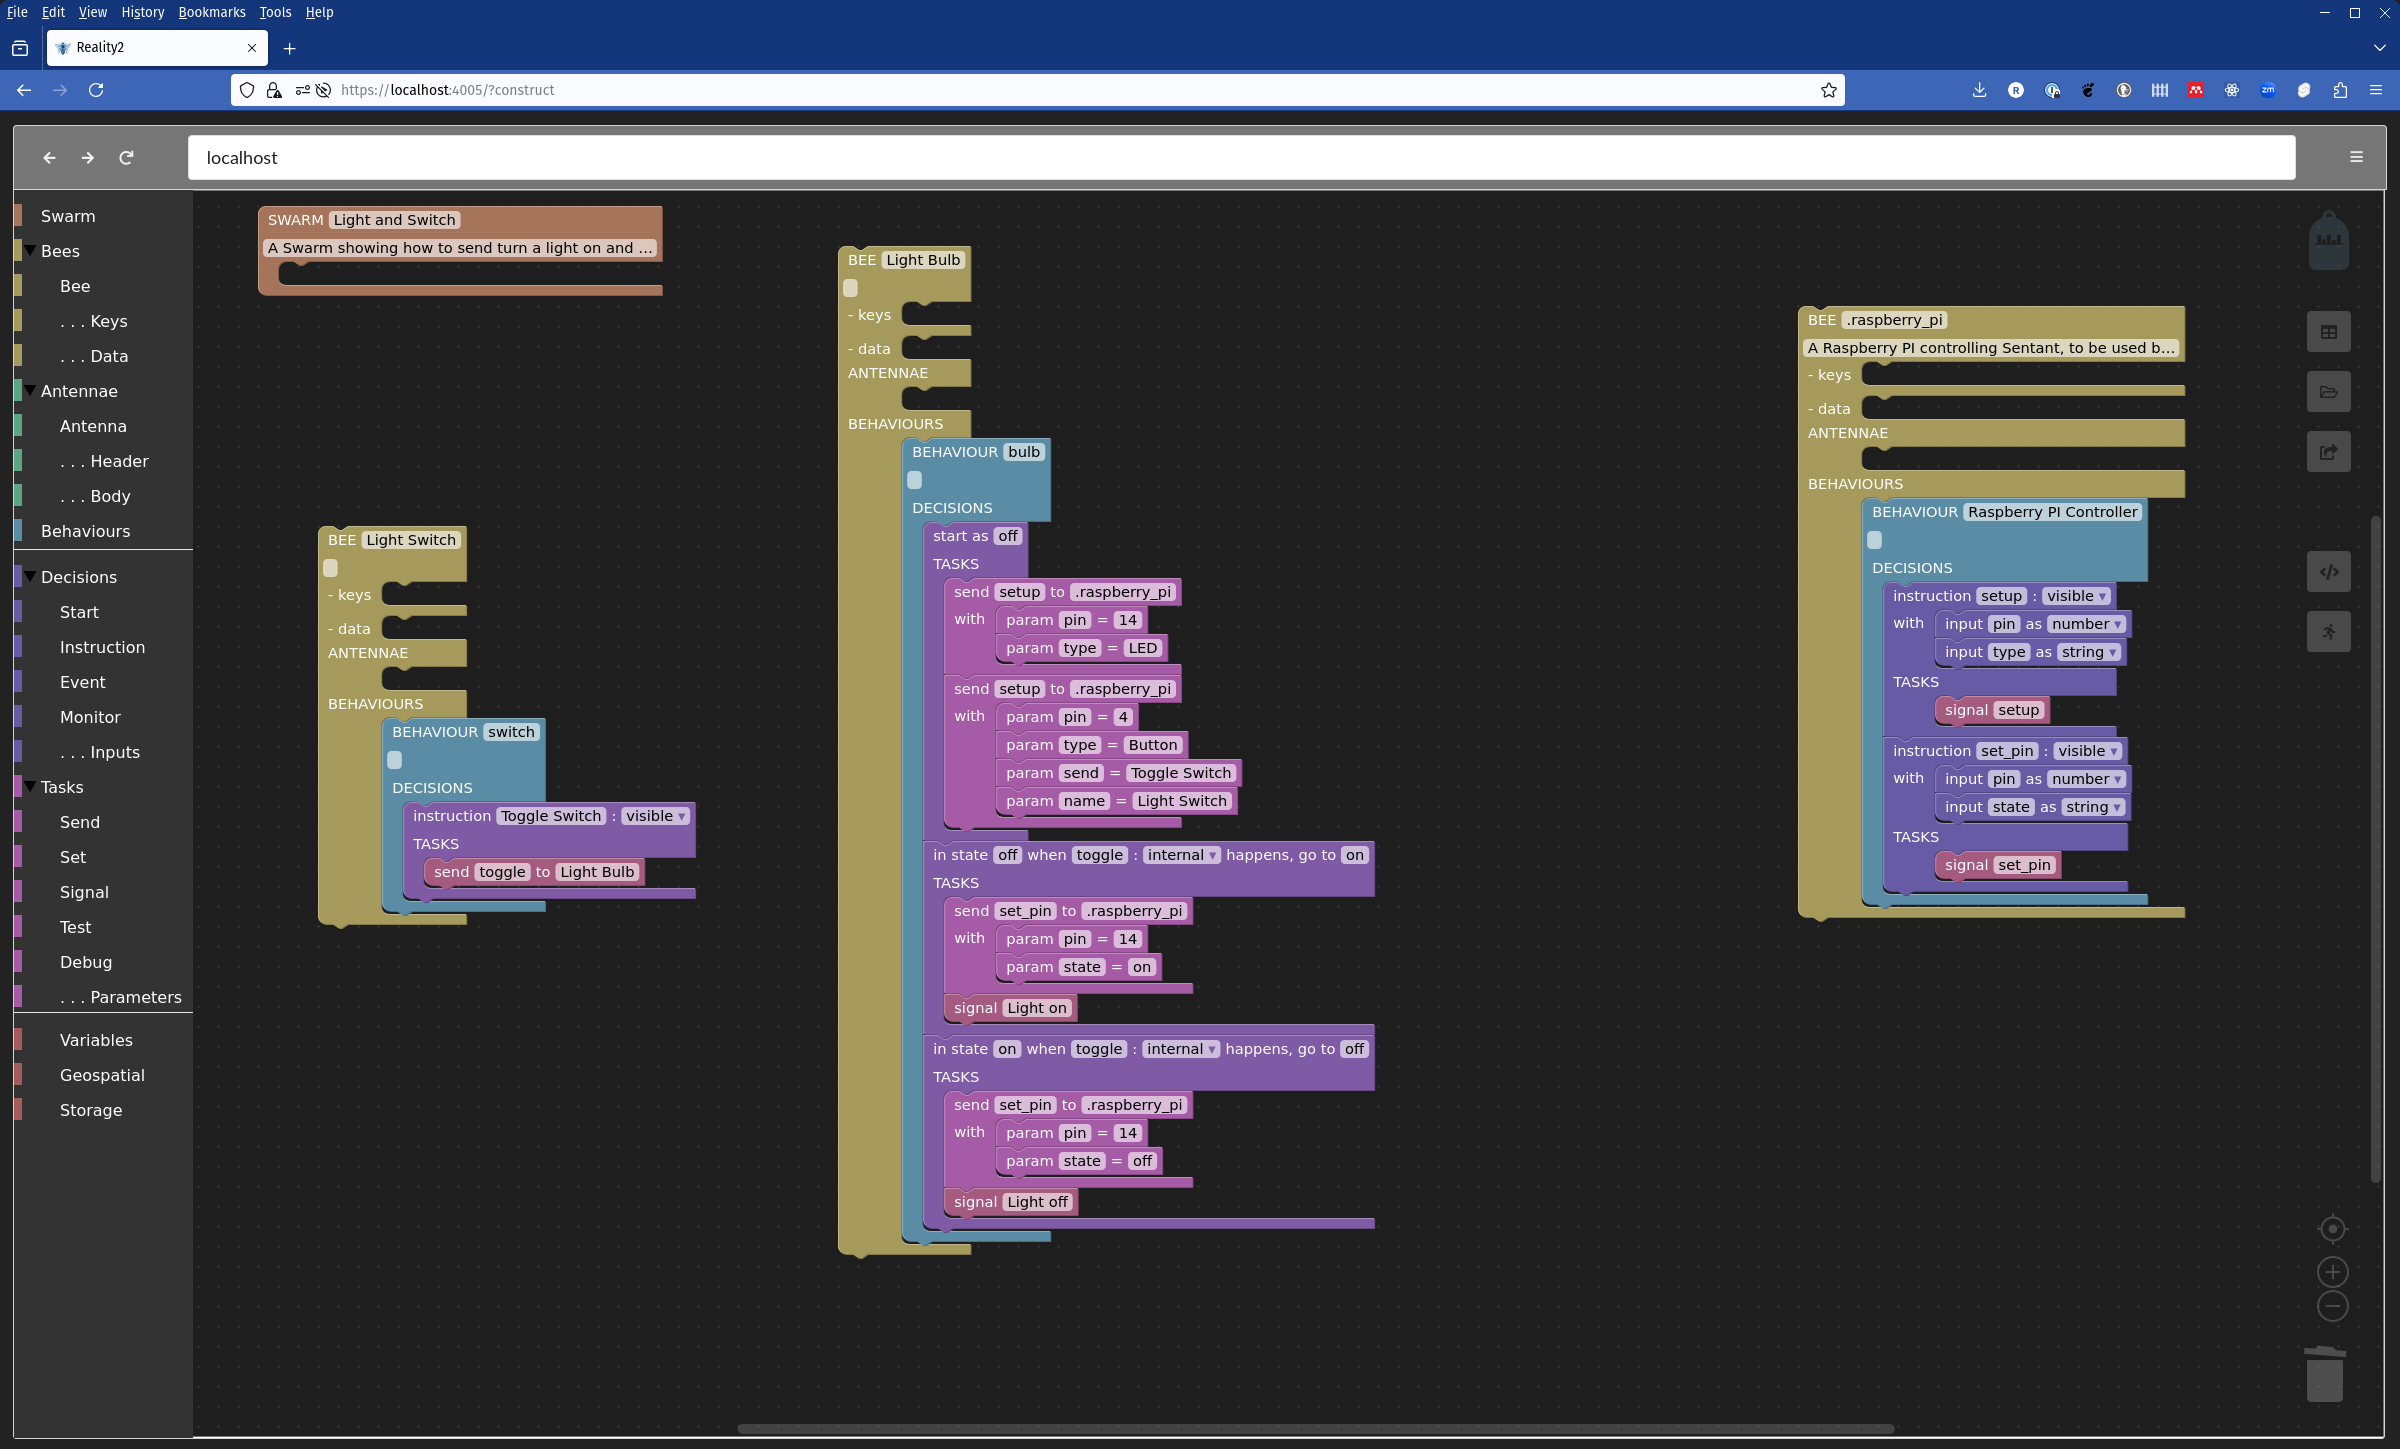 File Edit View History Bookmarks Tools Help
Reality2
https://localhost:4005/?construct
localhost
Swarm
Bees
Bee
. . . Keys
. . . Data
Antennae
Antenna
. . . Header
. . . Body
Behaviours
Decisions
Start
Instruction
Event
Monitor
. . . Inputs
Tasks
Send
Set
Signal
Test
Debug
. . . Parameters
Variables
Geospatial
Storage
SWARM Light and Switch
A Swarm showing how to send turn a light on and ...
BEE Light Switch
- keys
- data
ANTENNAE
BEHAVIOURS
BEHAVIOUR switch
DECISIONS
instruction Toggle Switch : visible
TASKS
send toggle to Light Bulb
BEE Light Bulb
- keys
- data
ANTENNAE
BEHAVIOURS
BEHAVIOUR bulb
DECISIONS
start as off
TASKS
send setup to .raspberry_pi
with param pin = 14
param type = LED
send setup to .raspberry_pi
with param pin = 4
param type = Button
param send = Toggle Switch
param name = Light Switch
in state off when toggle : internal happens, go to on
TASKS
send set_pin to .raspberry_pi
with param pin = 14
param state = on
signal Light on
in state on when toggle : internal happens, go to off
TASKS
send set_pin to .raspberry_pi
with param pin = 14
param state = off
signal Light off
BEE .raspberry_pi
A Raspberry PI controlling Sentant, to be used b...
- keys
- data
ANTENNAE
BEHAVIOURS
BEHAVIOUR Raspberry PI Controller
DECISIONS
instruction setup : visible
with input pin as number
input type as string
TASKS
signal setup
instruction set_pin : visible
with input pin as number
input state as string
TASKS
signal set_pin